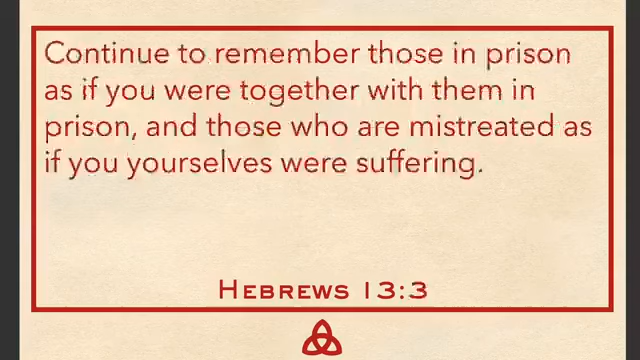 Continue to remember those in prison
as if you were together with them in
prison, and those who are mistreated as
if you yourselves were suffering.
HEBREWS 13:3